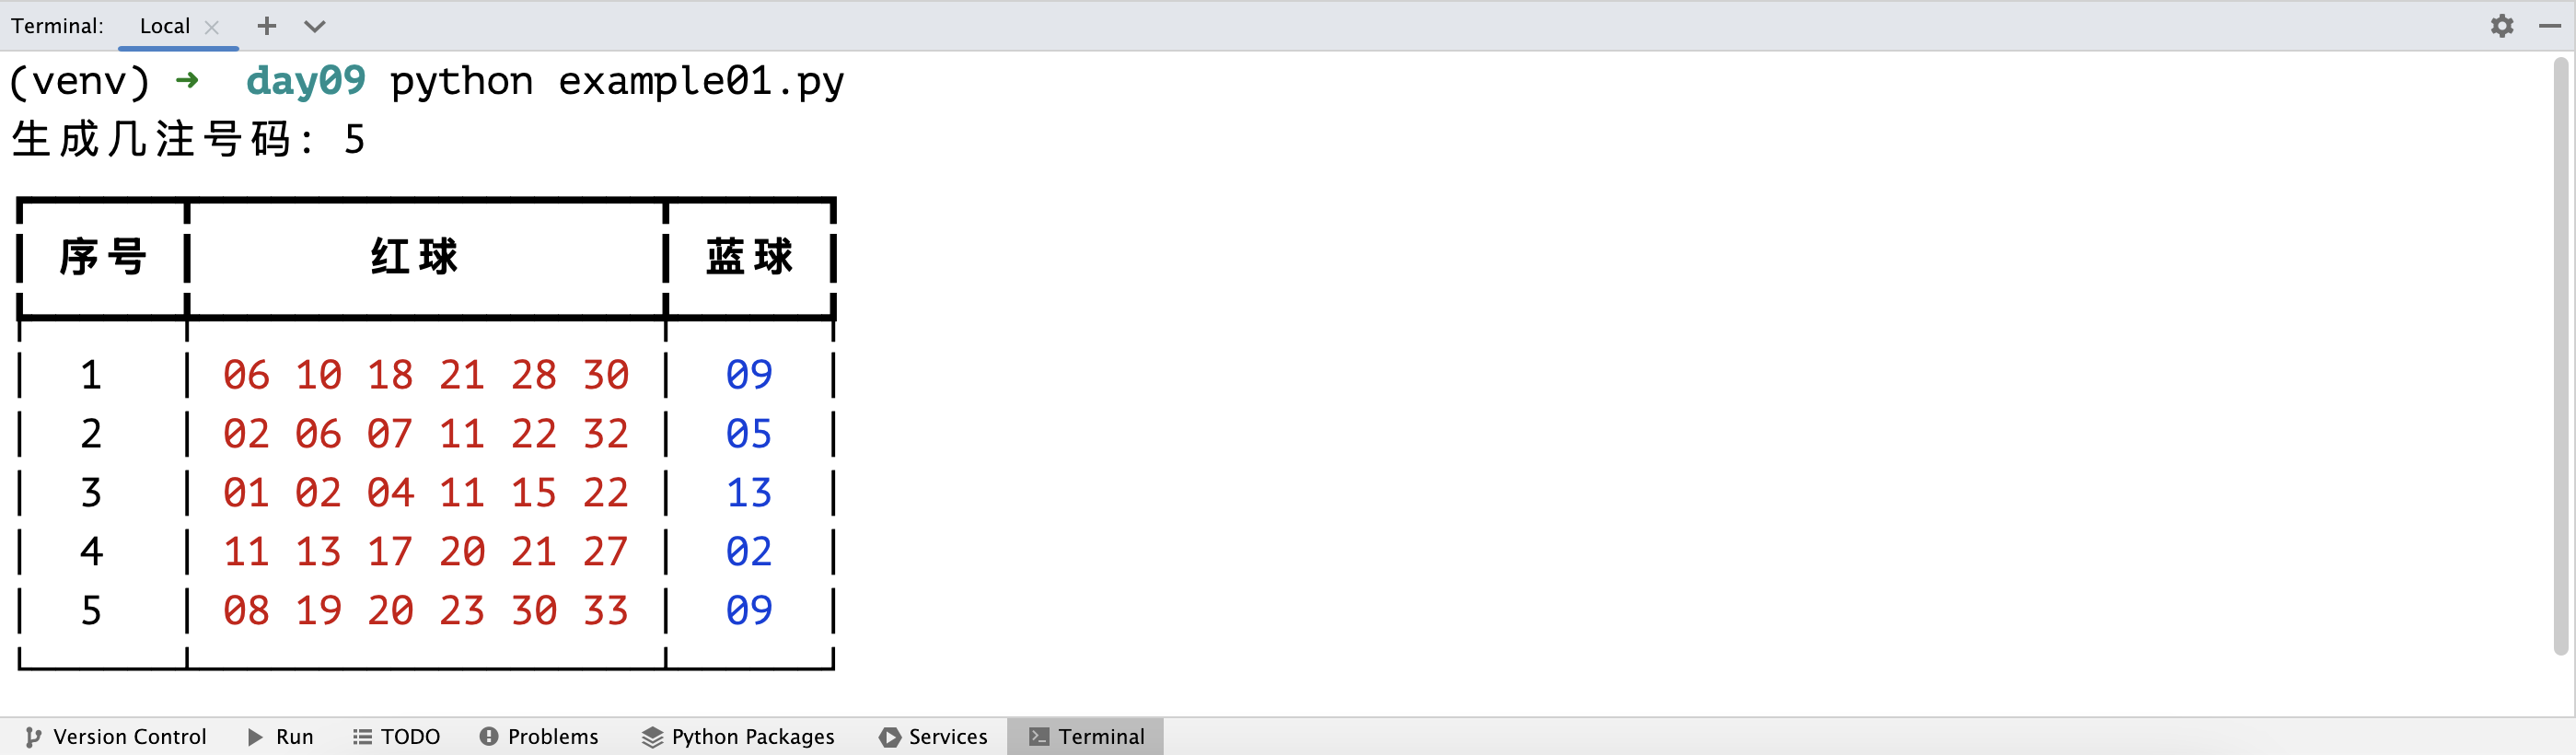 Terminal: Local
(venv) ➜ day09 python example01.py
生成几注号码: 5
序号 红球 蓝球
1 06 10 18 21 28 30 09
2 02 06 07 11 22 32 05
3 01 02 04 11 15 22 13
4 11 13 17 20 21 27 02
5 08 19 20 23 30 33 09
Version Control Run TODO Problems Python Packages Services Terminal